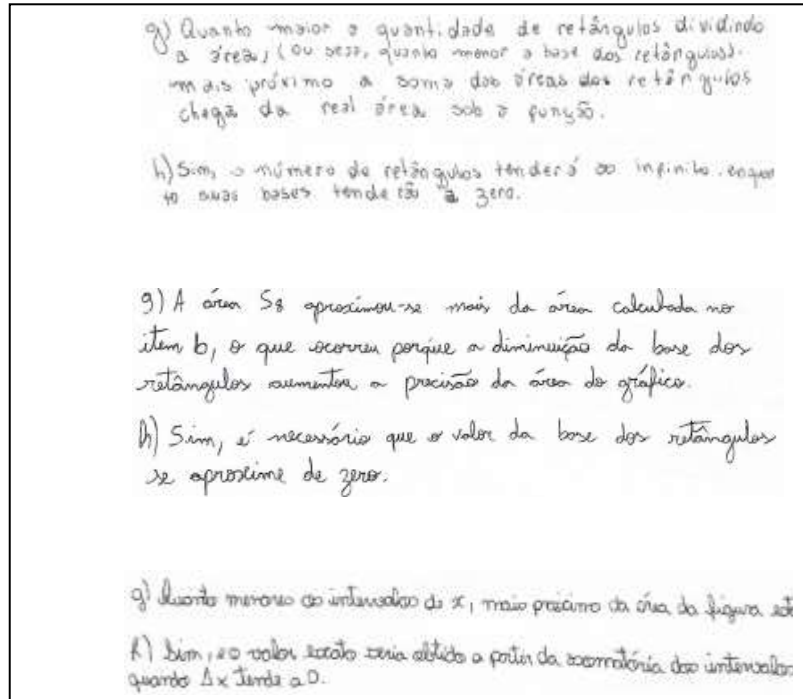 g) Quanto maior a quantidade de retângulos dividindo
a área, (ou seja, quanto menor a base dos retângulos).
mais próximo a soma das áreas dos retângulos
chega da real área sob a função.
h) Sim, o número de retângulos tenderá ao infinito. enquan
to suas bases tenderão a zero.
g) A área S8 aproximou-se mais da área calculada no
item b, o que ocorreu porque a diminuição da base dos
retângulos aumentou a precisão da área do gráfico.
h) Sim, é necessário que o valor da base dos retângulos
se aproxime de zero.
g) Quanto menores os intervalos de x, mais próximo da área da figura
h) Sim, e o valor exato seria obtido a partir da somatória dos intervalos
quando Δx tende a 0.